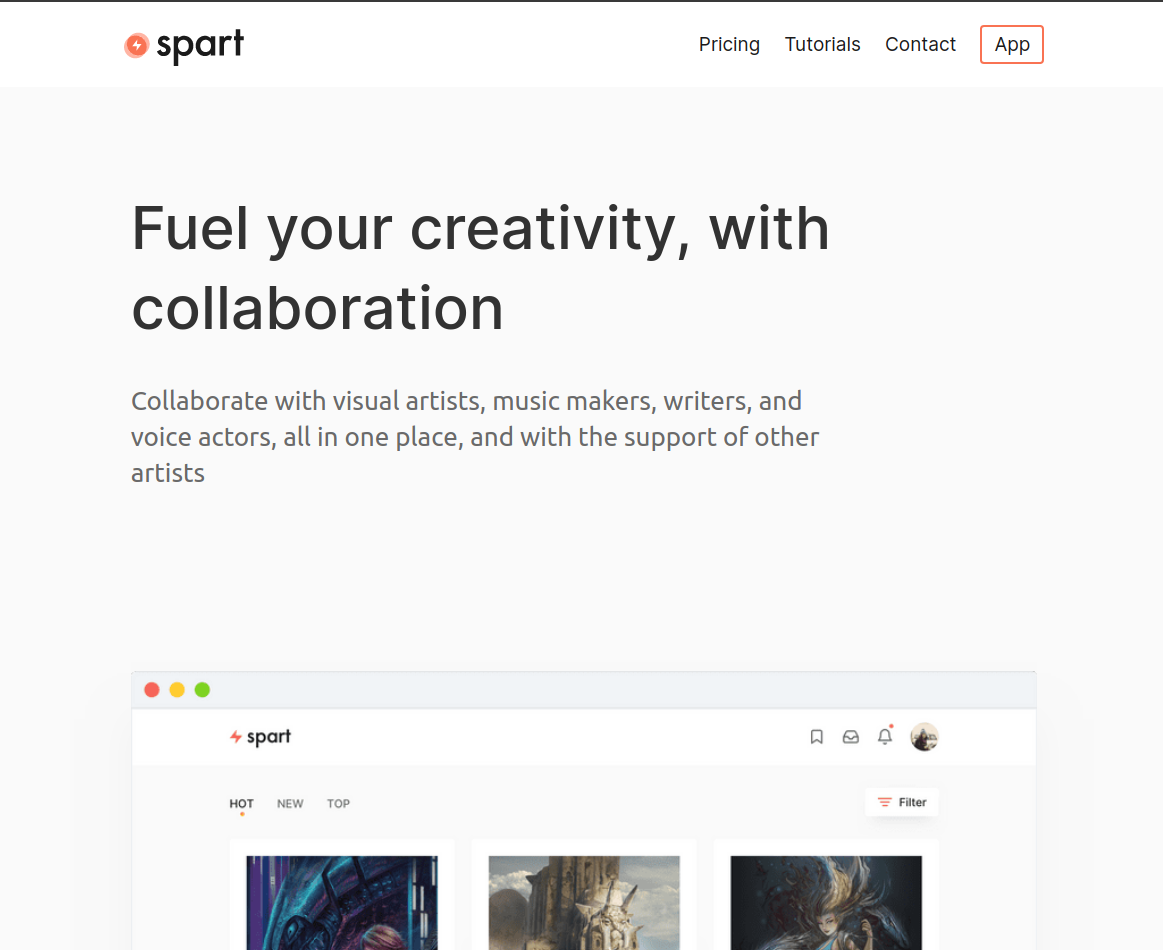 spart
Pricing Tutorials Contact App
Fuel your creativity, with
collaboration
Collaborate with visual artists, music makers, writers, and
voice actors, all in one place, and with the support of other
artists
spart
HOT NEW TOP
Filter